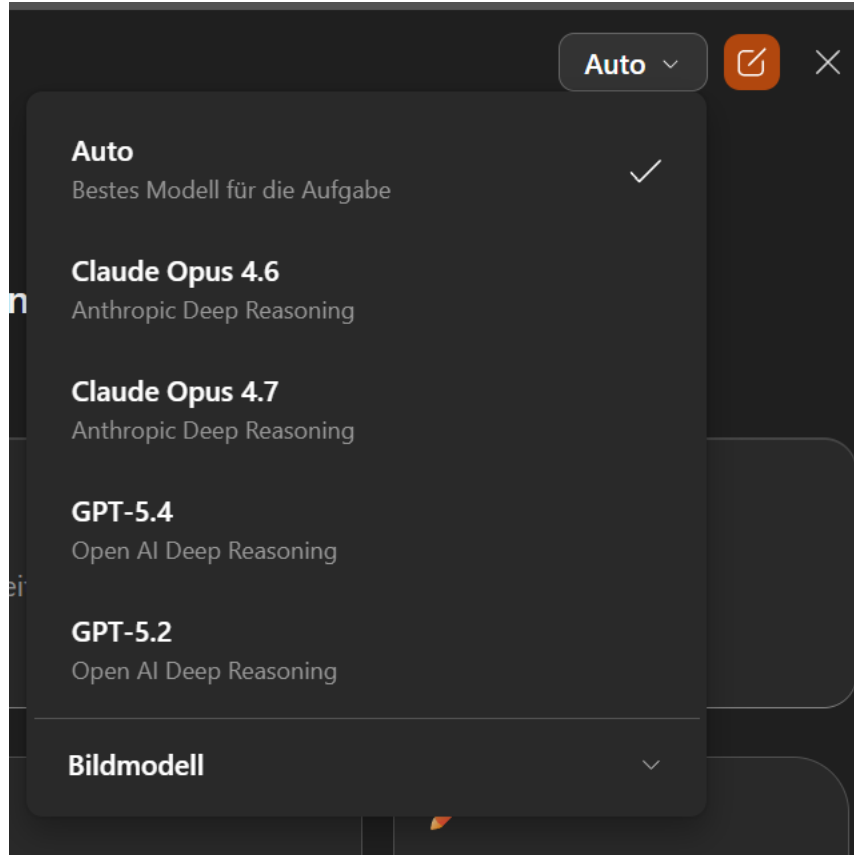 Auto
Auto
Bestes Modell für die Aufgabe
Claude Opus 4.6
Anthropic Deep Reasoning
Claude Opus 4.7
Anthropic Deep Reasoning
GPT-5.4
Open AI Deep Reasoning
GPT-5.2
Open AI Deep Reasoning
Bildmodell